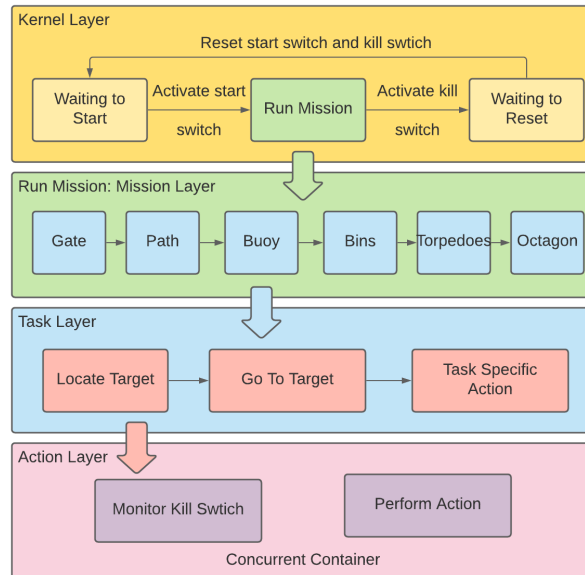 Kernel Layer
Reset start switch and kill swtich
Waiting to
Start
Activate start
switch
Run Mission
Activate kill
switch
Waiting to
Reset
Run Mission: Mission Layer
Gate
Path
Buoy
Bins
Torpedoes
Octagon
Task Layer
Locate Target
Go To Target
Task Specific
Action
Action Layer
Monitor Kill Swtich
Perform Action
Concurrent Container